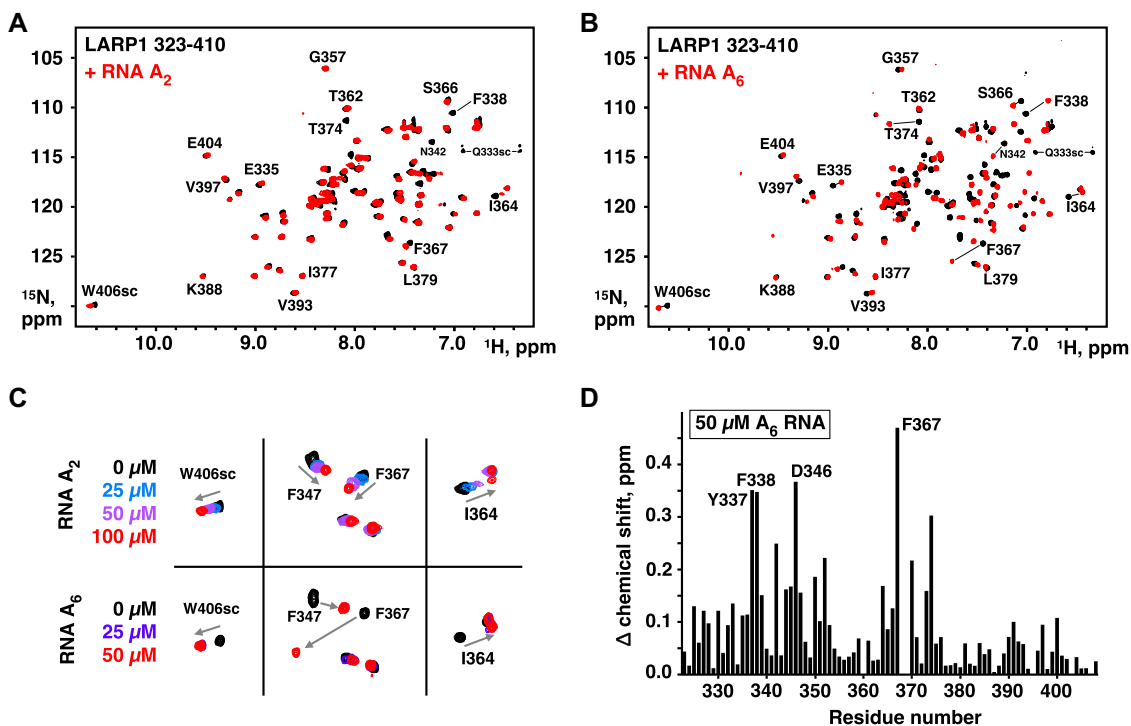 A
LARP1 323-410
+ RNA A2
G357
T362
T374
S366
F338
N342
Q333sc
E404
E335
V397
I364
F367
L379
I377
K388
V393
W406sc
105
110
115
120
125
15N, ppm
10.0 9.0 8.0 7.0
1H, ppm
B
LARP1 323-410
+ RNA A6
G357
T362
T374
S366
F338
N342
Q333sc
E404
E335
V397
I364
F367
L379
I377
K388
V393
W406sc
105
110
115
120
125
15N, ppm
10.0 9.0 8.0 7.0
1H, ppm
C
RNA A2
0 µM
25 µM
50 µM
100 µM
W406sc
F347
F367
I364
RNA A6
0 µM
25 µM
50 µM
W406sc
F347
F367
I364
D
50 µM A6 RNA
Y337
F338
D346
F367
Δ chemical shift, ppm
0.4
0.3
0.2
0.1
0.0
330 340 350 360 370 380 390 400
Residue number